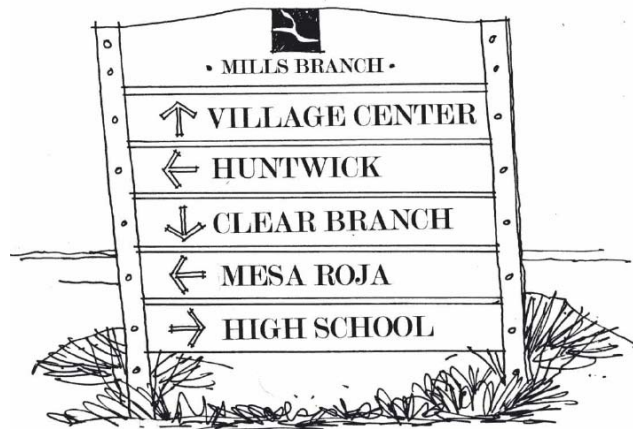 • MILLS BRANCH •
↑ VILLAGE CENTER
← HUNTWICK
↓ CLEAR BRANCH
← MESA ROJA
→ HIGH SCHOOL